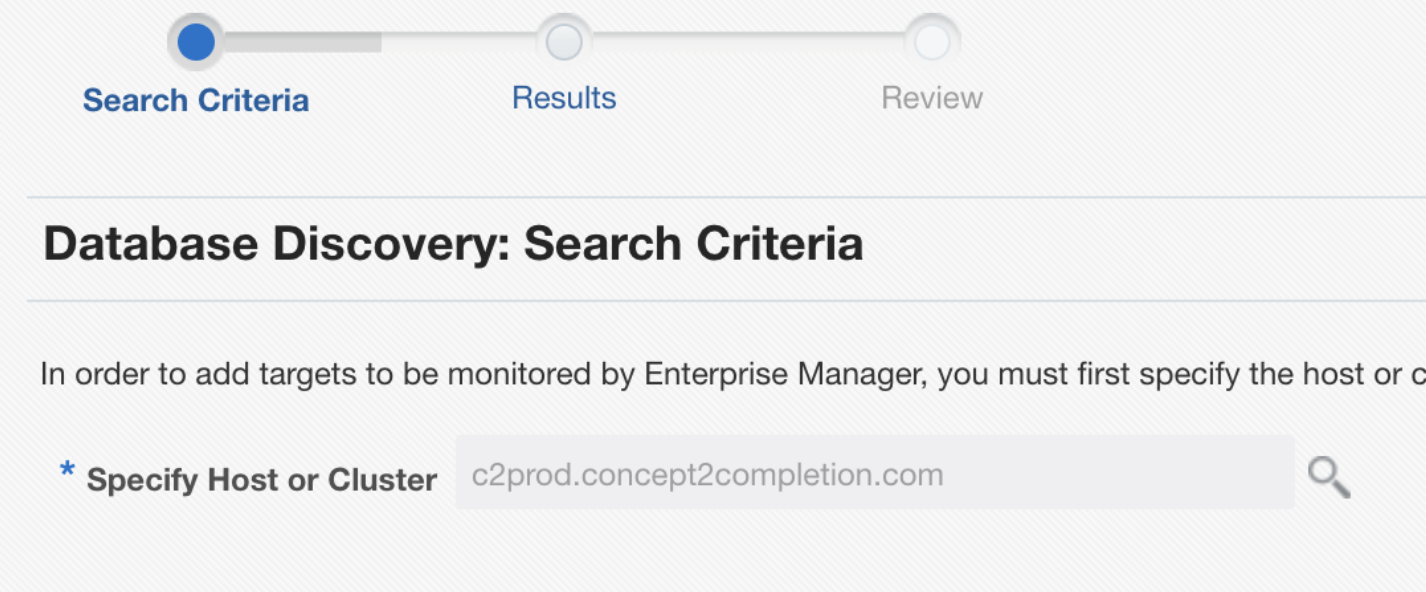 Search Criteria
Results
Review
Database Discovery: Search Criteria
In order to add targets to be monitored by Enterprise Manager, you must first specify the host or c
* Specify Host or Cluster
c2prod.concept2completion.com